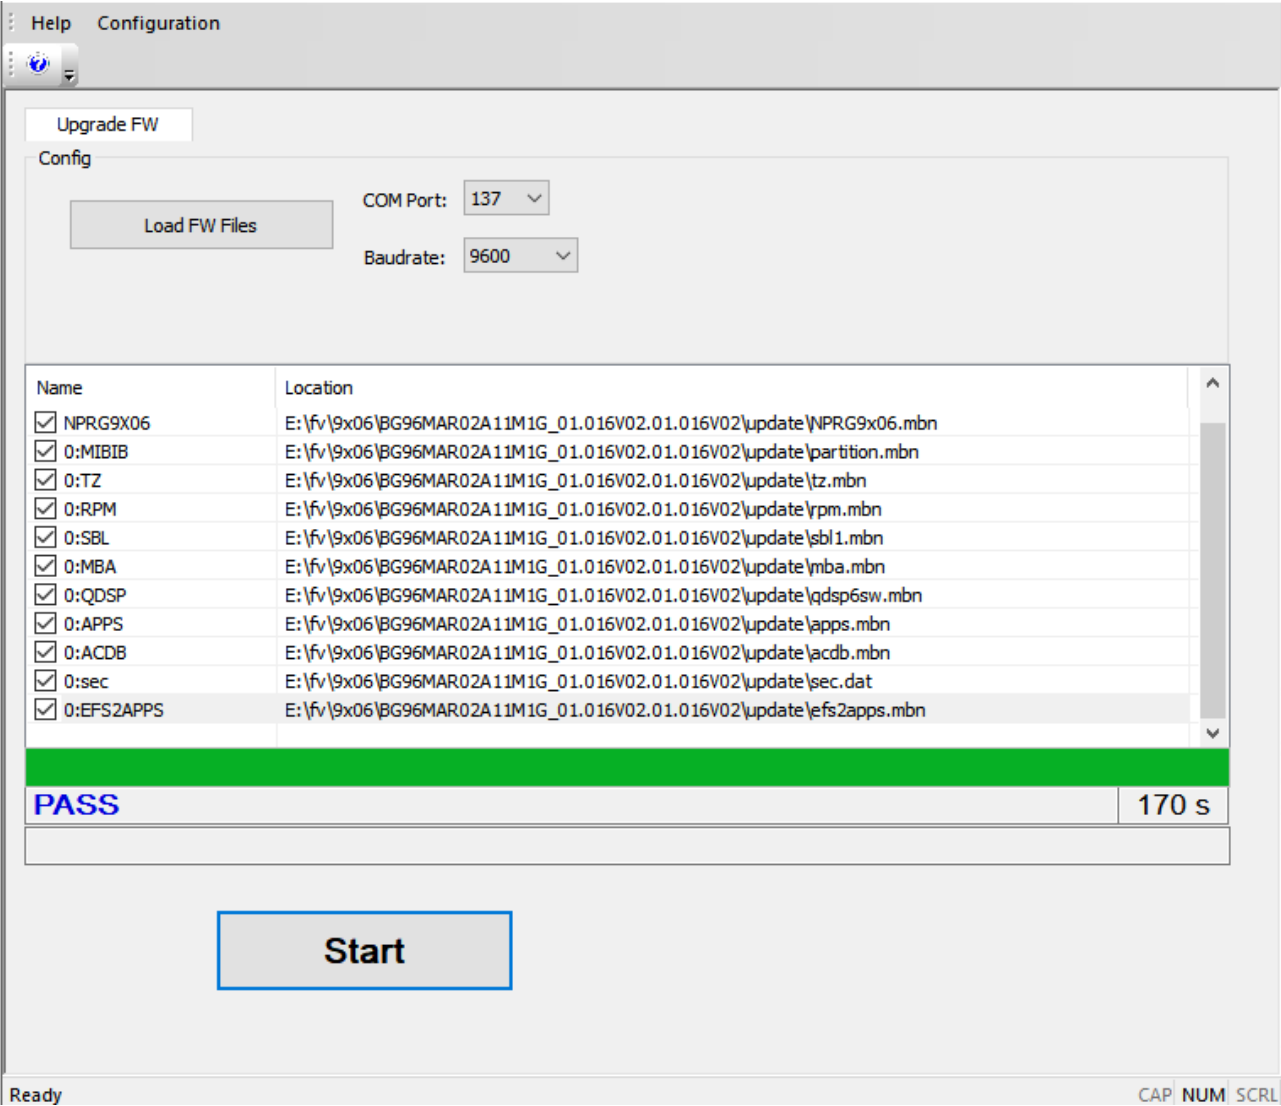 Help Configuration
Upgrade FW
Config
Load FW Files
COM Port: 137
Baudrate: 9600
Name Location
NPRG9X06 E:\fv\9x06\BG96MAR02A11M1G_01.016V02.01.016V02\update\NPRG9x06.mbn
0:MIBIB E:\fv\9x06\BG96MAR02A11M1G_01.016V02.01.016V02\update\partition.mbn
0:TZ E:\fv\9x06\BG96MAR02A11M1G_01.016V02.01.016V02\update\tz.mbn
0:RPM E:\fv\9x06\BG96MAR02A11M1G_01.016V02.01.016V02\update\rpm.mbn
0:SBL E:\fv\9x06\BG96MAR02A11M1G_01.016V02.01.016V02\update\sbl1.mbn
0:MBA E:\fv\9x06\BG96MAR02A11M1G_01.016V02.01.016V02\update\mba.mbn
0:QDSP E:\fv\9x06\BG96MAR02A11M1G_01.016V02.01.016V02\update\qdsp6sw.mbn
0:APPS E:\fv\9x06\BG96MAR02A11M1G_01.016V02.01.016V02\update\apps.mbn
0:ACDB E:\fv\9x06\BG96MAR02A11M1G_01.016V02.01.016V02\update\acdb.mbn
0:sec E:\fv\9x06\BG96MAR02A11M1G_01.016V02.01.016V02\update\sec.dat
0:EFS2APPS E:\fv\9x06\BG96MAR02A11M1G_01.016V02.01.016V02\update\efs2apps.mbn
PASS 170 s
Start
Ready CAP NUM SCRL